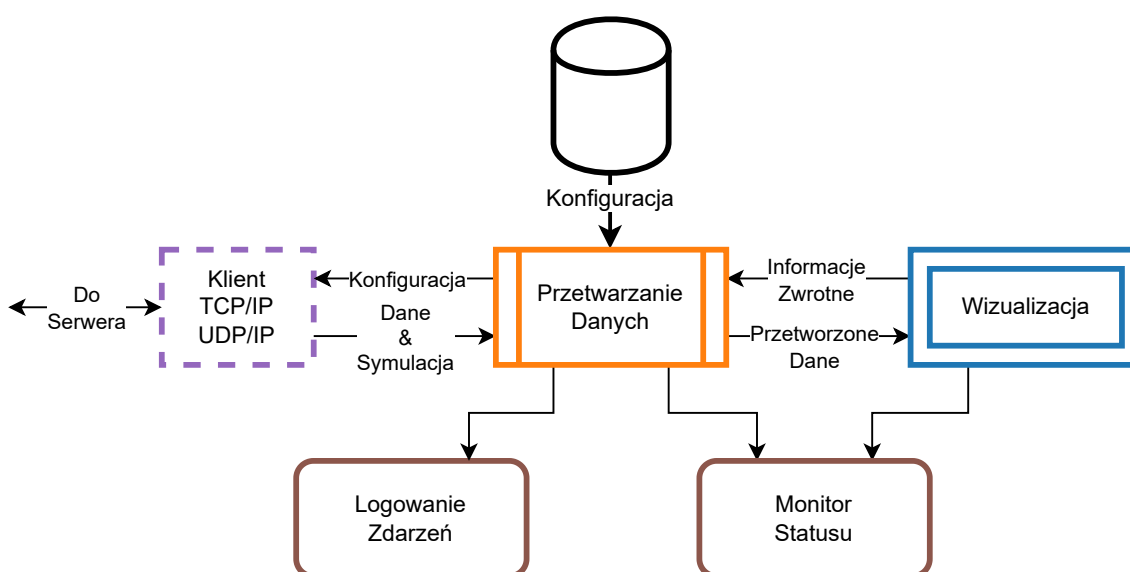 Konfiguracja
Do
Serwera
Klient
TCP/IP
UDP/IP
Konfiguracja
Dane
&
Symulacja
Przetwarzanie
Danych
Informacje
Zwrotne
Przetworzone
Dane
Wizualizacja
Logowanie
Zdarzeń
Monitor
Statusu